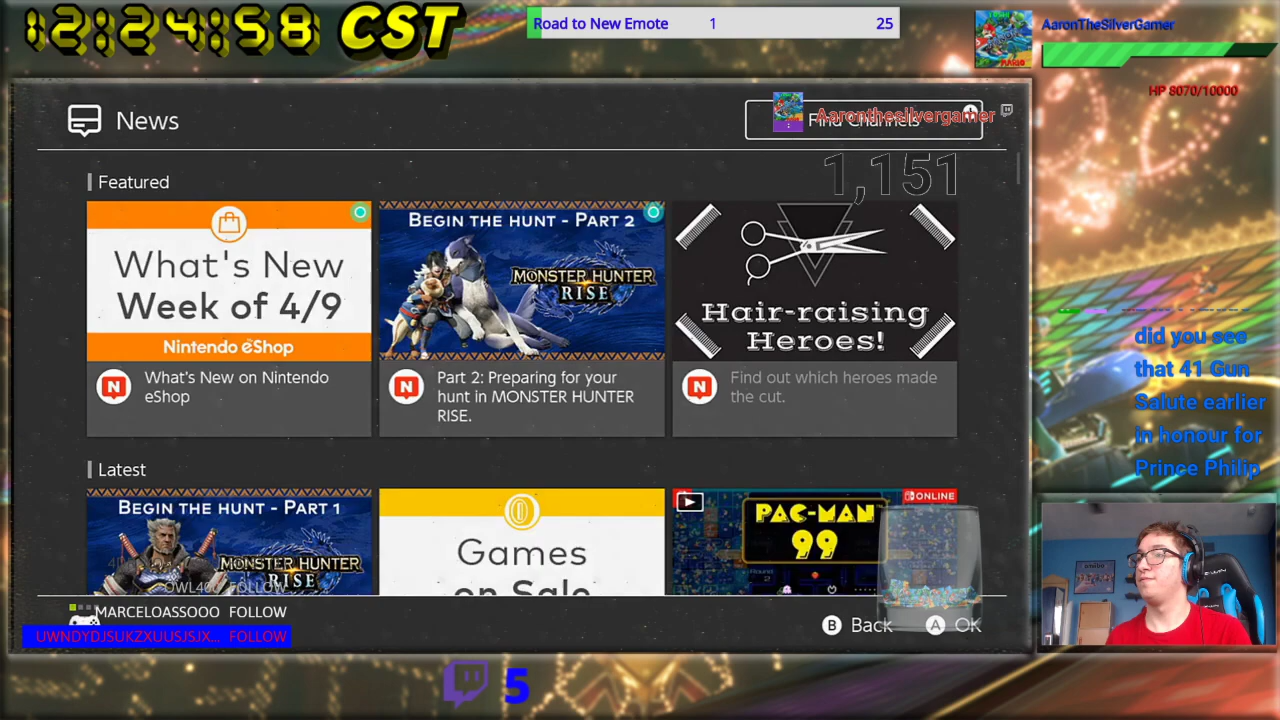 12:24:58 CST
Road to New Emote 1 25
AaronTheSilverGamer
HP 8070/10000
News
Find Channels
Aaronthesilvergamer
1,151
Featured
What's New
Week of 4/9
Nintendo eShop
What's New on Nintendo
eShop
BEGIN THE HUNT - PART 2
MONSTER HUNTER
RISE
Part 2: Preparing for your
hunt in MONSTER HUNTER
RISE.
Hair-raising
Heroes!
Find out which heroes made
the cut.
did you see
that 41 Gun
Salute earlier
in honour for
Prince Philip
Latest
BEGIN THE HUNT - PART 1
MONSTER HUNTER
RISE
Games
on Sale
ONLINE
PAC-MAN
99
MARCELOASSOOO FOLLOW
UWNDYDJSUKZXUUSJSJX... FOLLOW
B Back
A OK
5